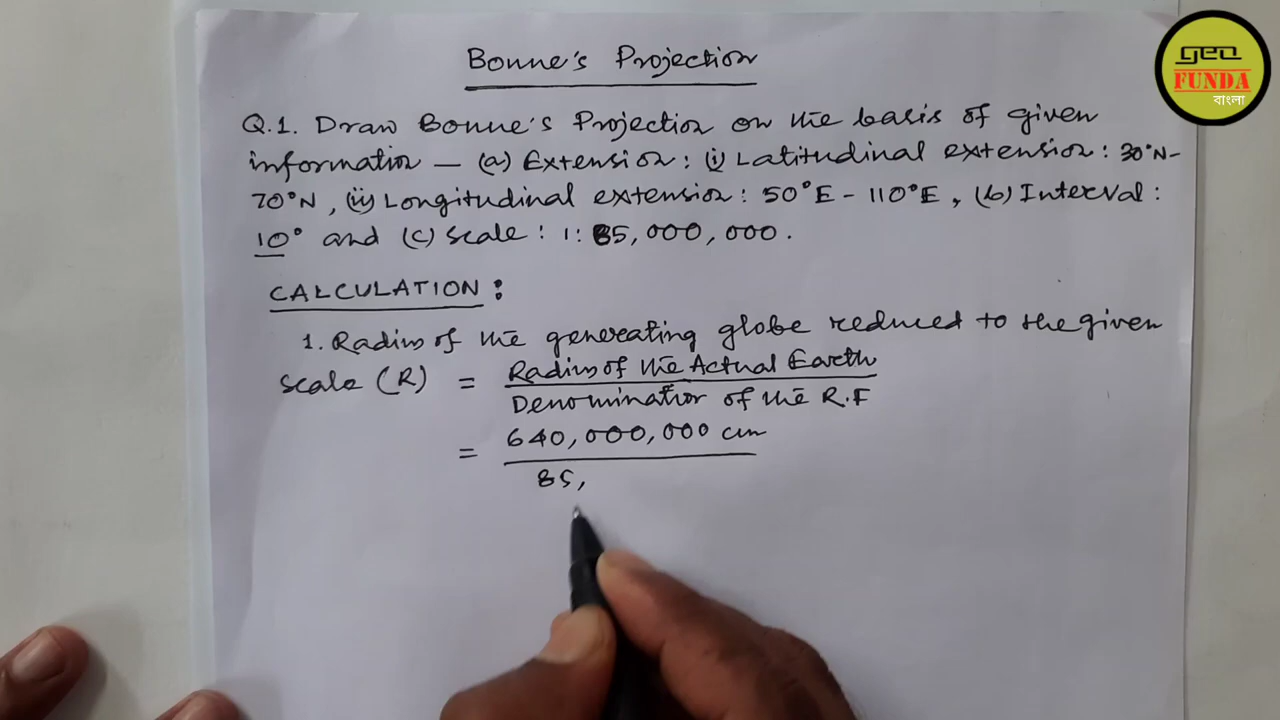 geo
FUNDA
বাংলা
Bonne's Projection
Q.1. Draw Bonne's Projection on the basis of given
information — (a) Extension: (i) Latitudinal extension: 30°N-
70°N, (ii) Longitudinal extension: 50°E - 110°E, (b) Interval:
10° and (c) Scale: 1: 85,000,000.
CALCULATION:
1. Radius of the generating globe reduced to the given
scale (R) = Radius of the Actual Earth
Denominator of the R.F
= 640,000,000 cm
85,